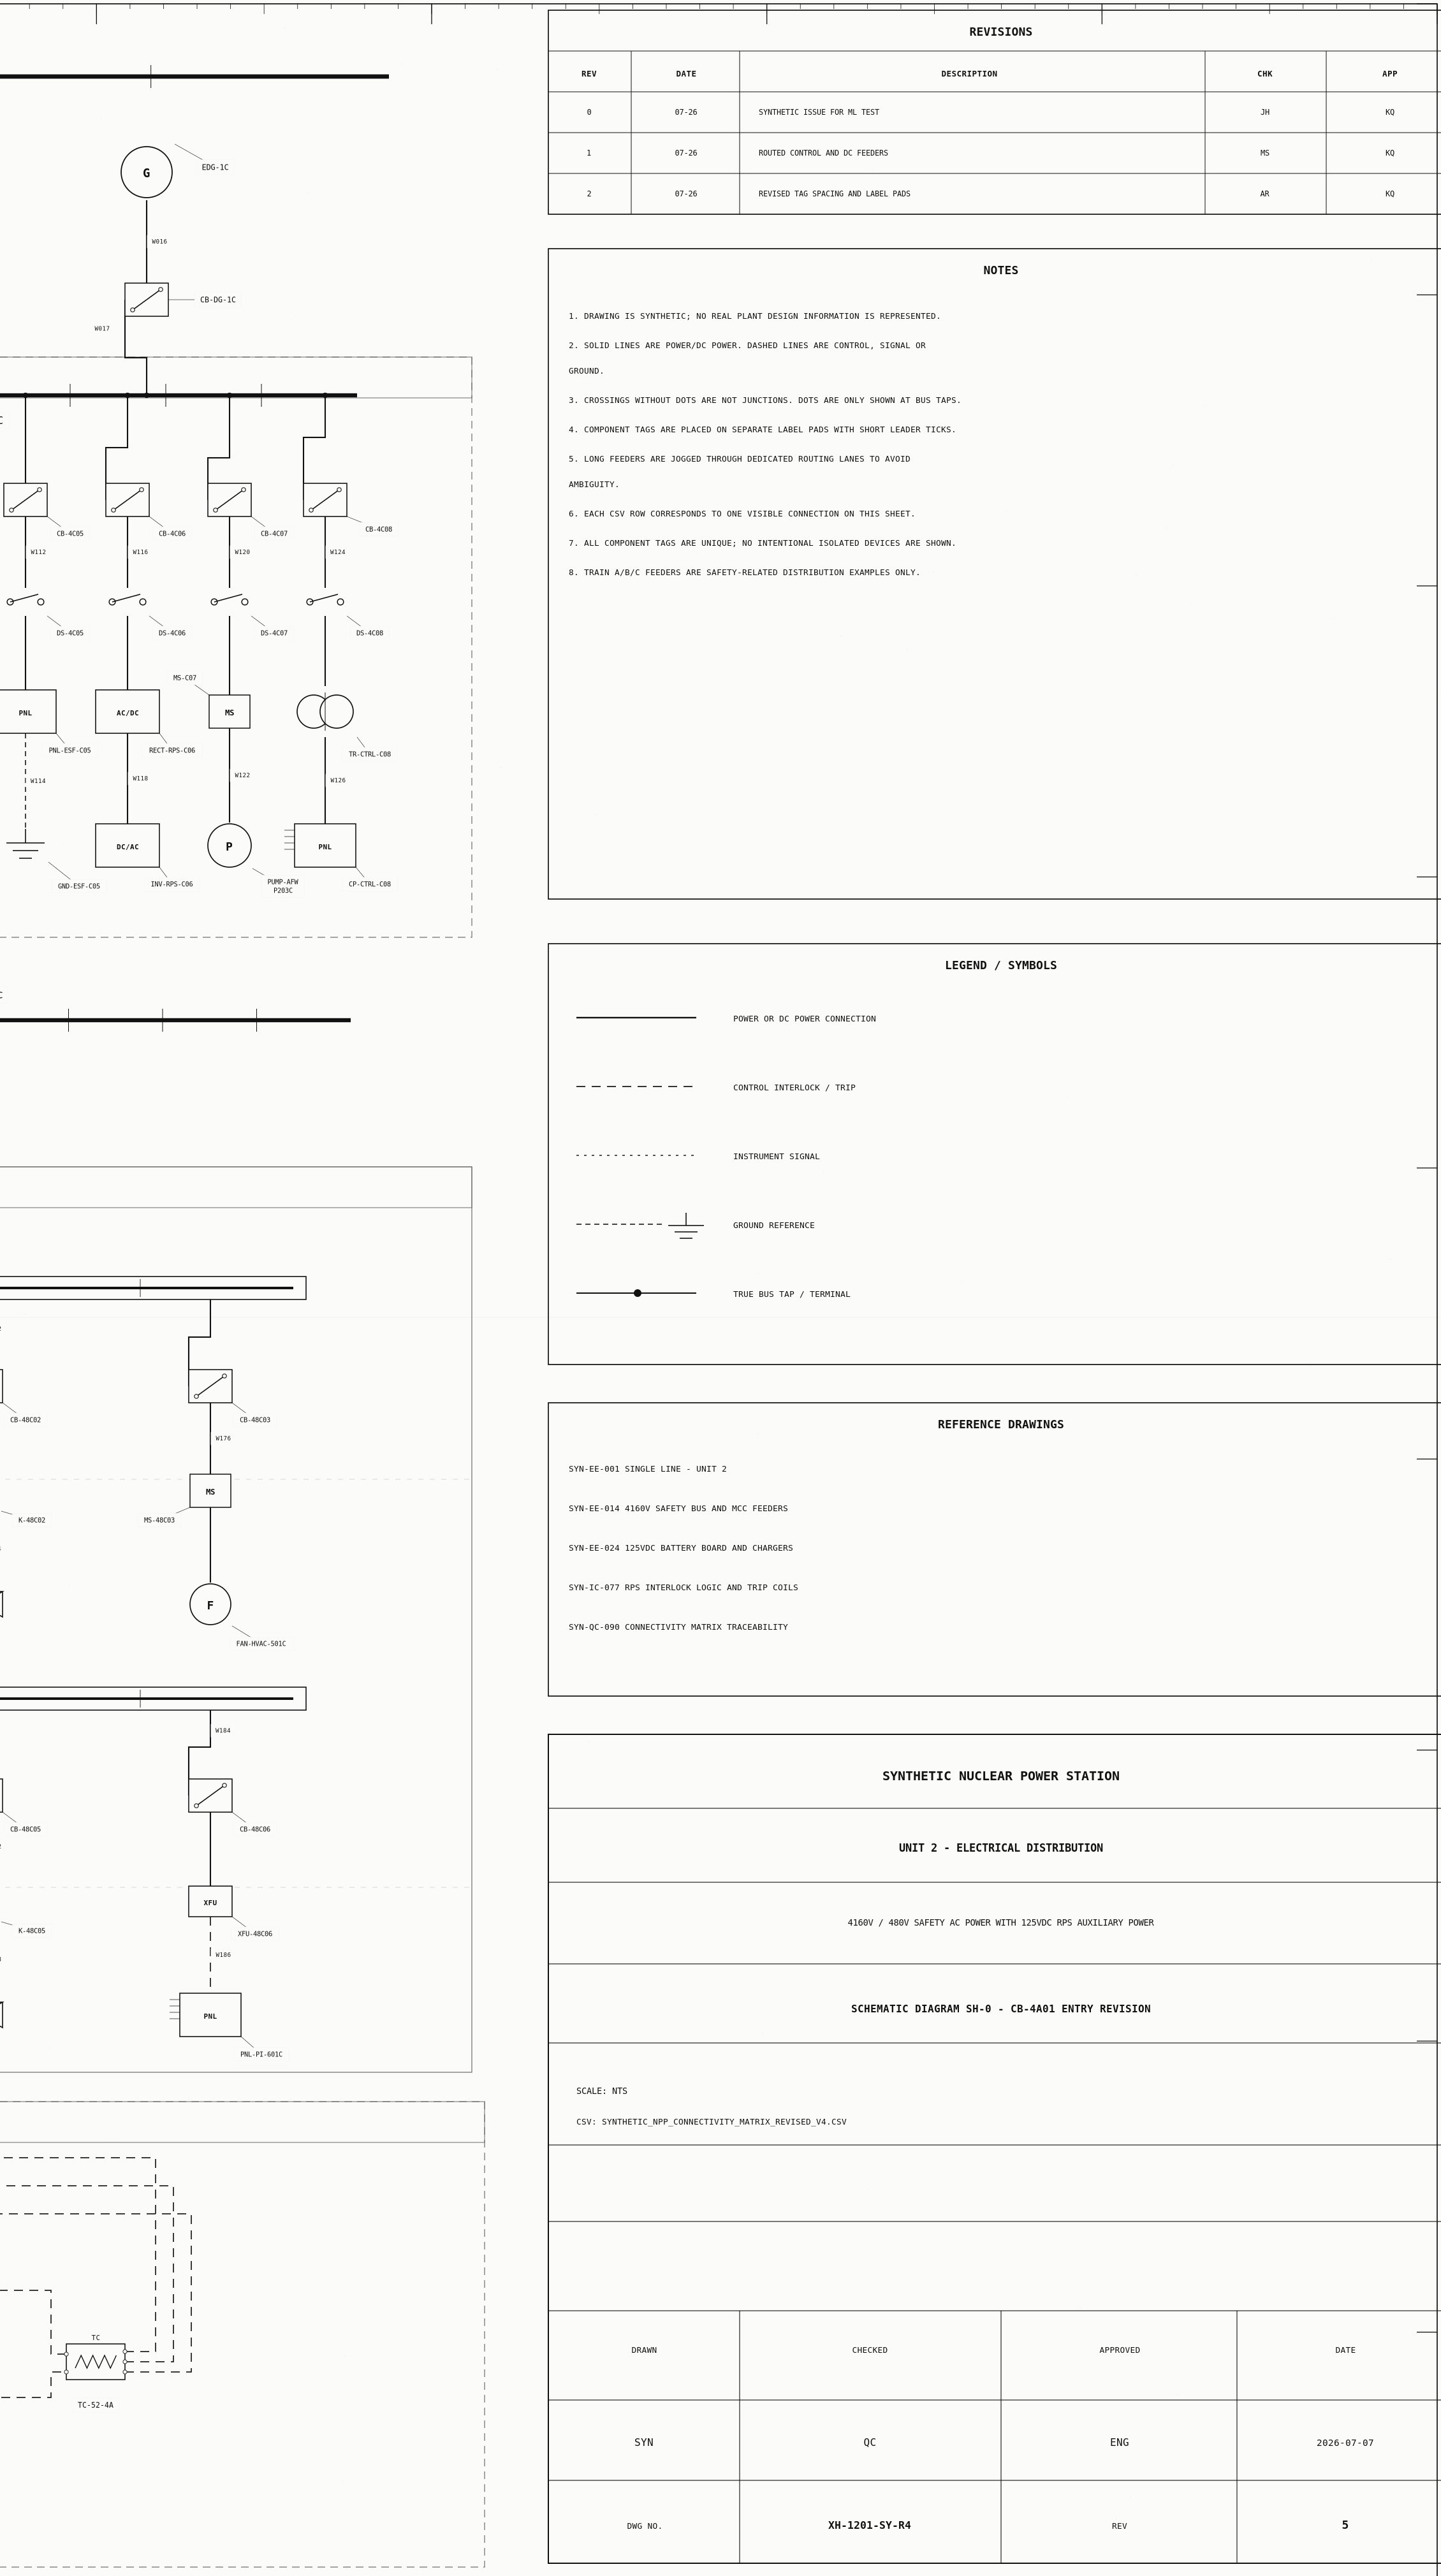 REVISIONS
REV DATE DESCRIPTION CHK APP
0 07-26 SYNTHETIC ISSUE FOR ML TEST JH KQ
1 07-26 ROUTED CONTROL AND DC FEEDERS MS KQ
2 07-26 REVISED TAG SPACING AND LABEL PADS AR KQ
G
EDG-1C
W016
CB-DG-1C
W017
CB-4C05 CB-4C06 CB-4C07 CB-4C08
W112 W116 W120 W124
DS-4C05 DS-4C06 DS-4C07 DS-4C08
MS-C07
PNL AC/DC MS
PNL-ESF-C05 RECT-RPS-C06 TR-CTRL-C08
W114 W118 W122 W126
DC/AC P PNL
GND-ESF-C05 INV-RPS-C06 PUMP-AFW CP-CTRL-C08
P203C
NOTES
1. DRAWING IS SYNTHETIC; NO REAL PLANT DESIGN INFORMATION IS REPRESENTED.
2. SOLID LINES ARE POWER/DC POWER. DASHED LINES ARE CONTROL, SIGNAL OR
GROUND.
3. CROSSINGS WITHOUT DOTS ARE NOT JUNCTIONS. DOTS ARE ONLY SHOWN AT BUS TAPS.
4. COMPONENT TAGS ARE PLACED ON SEPARATE LABEL PADS WITH SHORT LEADER TICKS.
5. LONG FEEDERS ARE JOGGED THROUGH DEDICATED ROUTING LANES TO AVOID
AMBIGUITY.
6. EACH CSV ROW CORRESPONDS TO ONE VISIBLE CONNECTION ON THIS SHEET.
7. ALL COMPONENT TAGS ARE UNIQUE; NO INTENTIONAL ISOLATED DEVICES ARE SHOWN.
8. TRAIN A/B/C FEEDERS ARE SAFETY-RELATED DISTRIBUTION EXAMPLES ONLY.
LEGEND / SYMBOLS
POWER OR DC POWER CONNECTION
CONTROL INTERLOCK / TRIP
INSTRUMENT SIGNAL
GROUND REFERENCE
TRUE BUS TAP / TERMINAL
CB-48C02 CB-48C03
W176
MS
K-48C02 MS-48C03
F
FAN-HVAC-501C
W184
CB-48C05 CB-48C06
XFU
K-48C05 XFU-48C06
W186
PNL
PNL-PI-601C
TC
TC-52-4A
REFERENCE DRAWINGS
SYN-EE-001 SINGLE LINE - UNIT 2
SYN-EE-014 4160V SAFETY BUS AND MCC FEEDERS
SYN-EE-024 125VDC BATTERY BOARD AND CHARGERS
SYN-IC-077 RPS INTERLOCK LOGIC AND TRIP COILS
SYN-QC-090 CONNECTIVITY MATRIX TRACEABILITY
SYNTHETIC NUCLEAR POWER STATION
UNIT 2 - ELECTRICAL DISTRIBUTION
4160V / 480V SAFETY AC POWER WITH 125VDC RPS AUXILIARY POWER
SCHEMATIC DIAGRAM SH-0 - CB-4A01 ENTRY REVISION
SCALE: NTS
CSV: SYNTHETIC_NPP_CONNECTIVITY_MATRIX_REVISED_V4.CSV
DRAWN CHECKED APPROVED DATE
SYN QC ENG 2026-07-07
DWG NO. XH-1201-SY-R4 REV 5